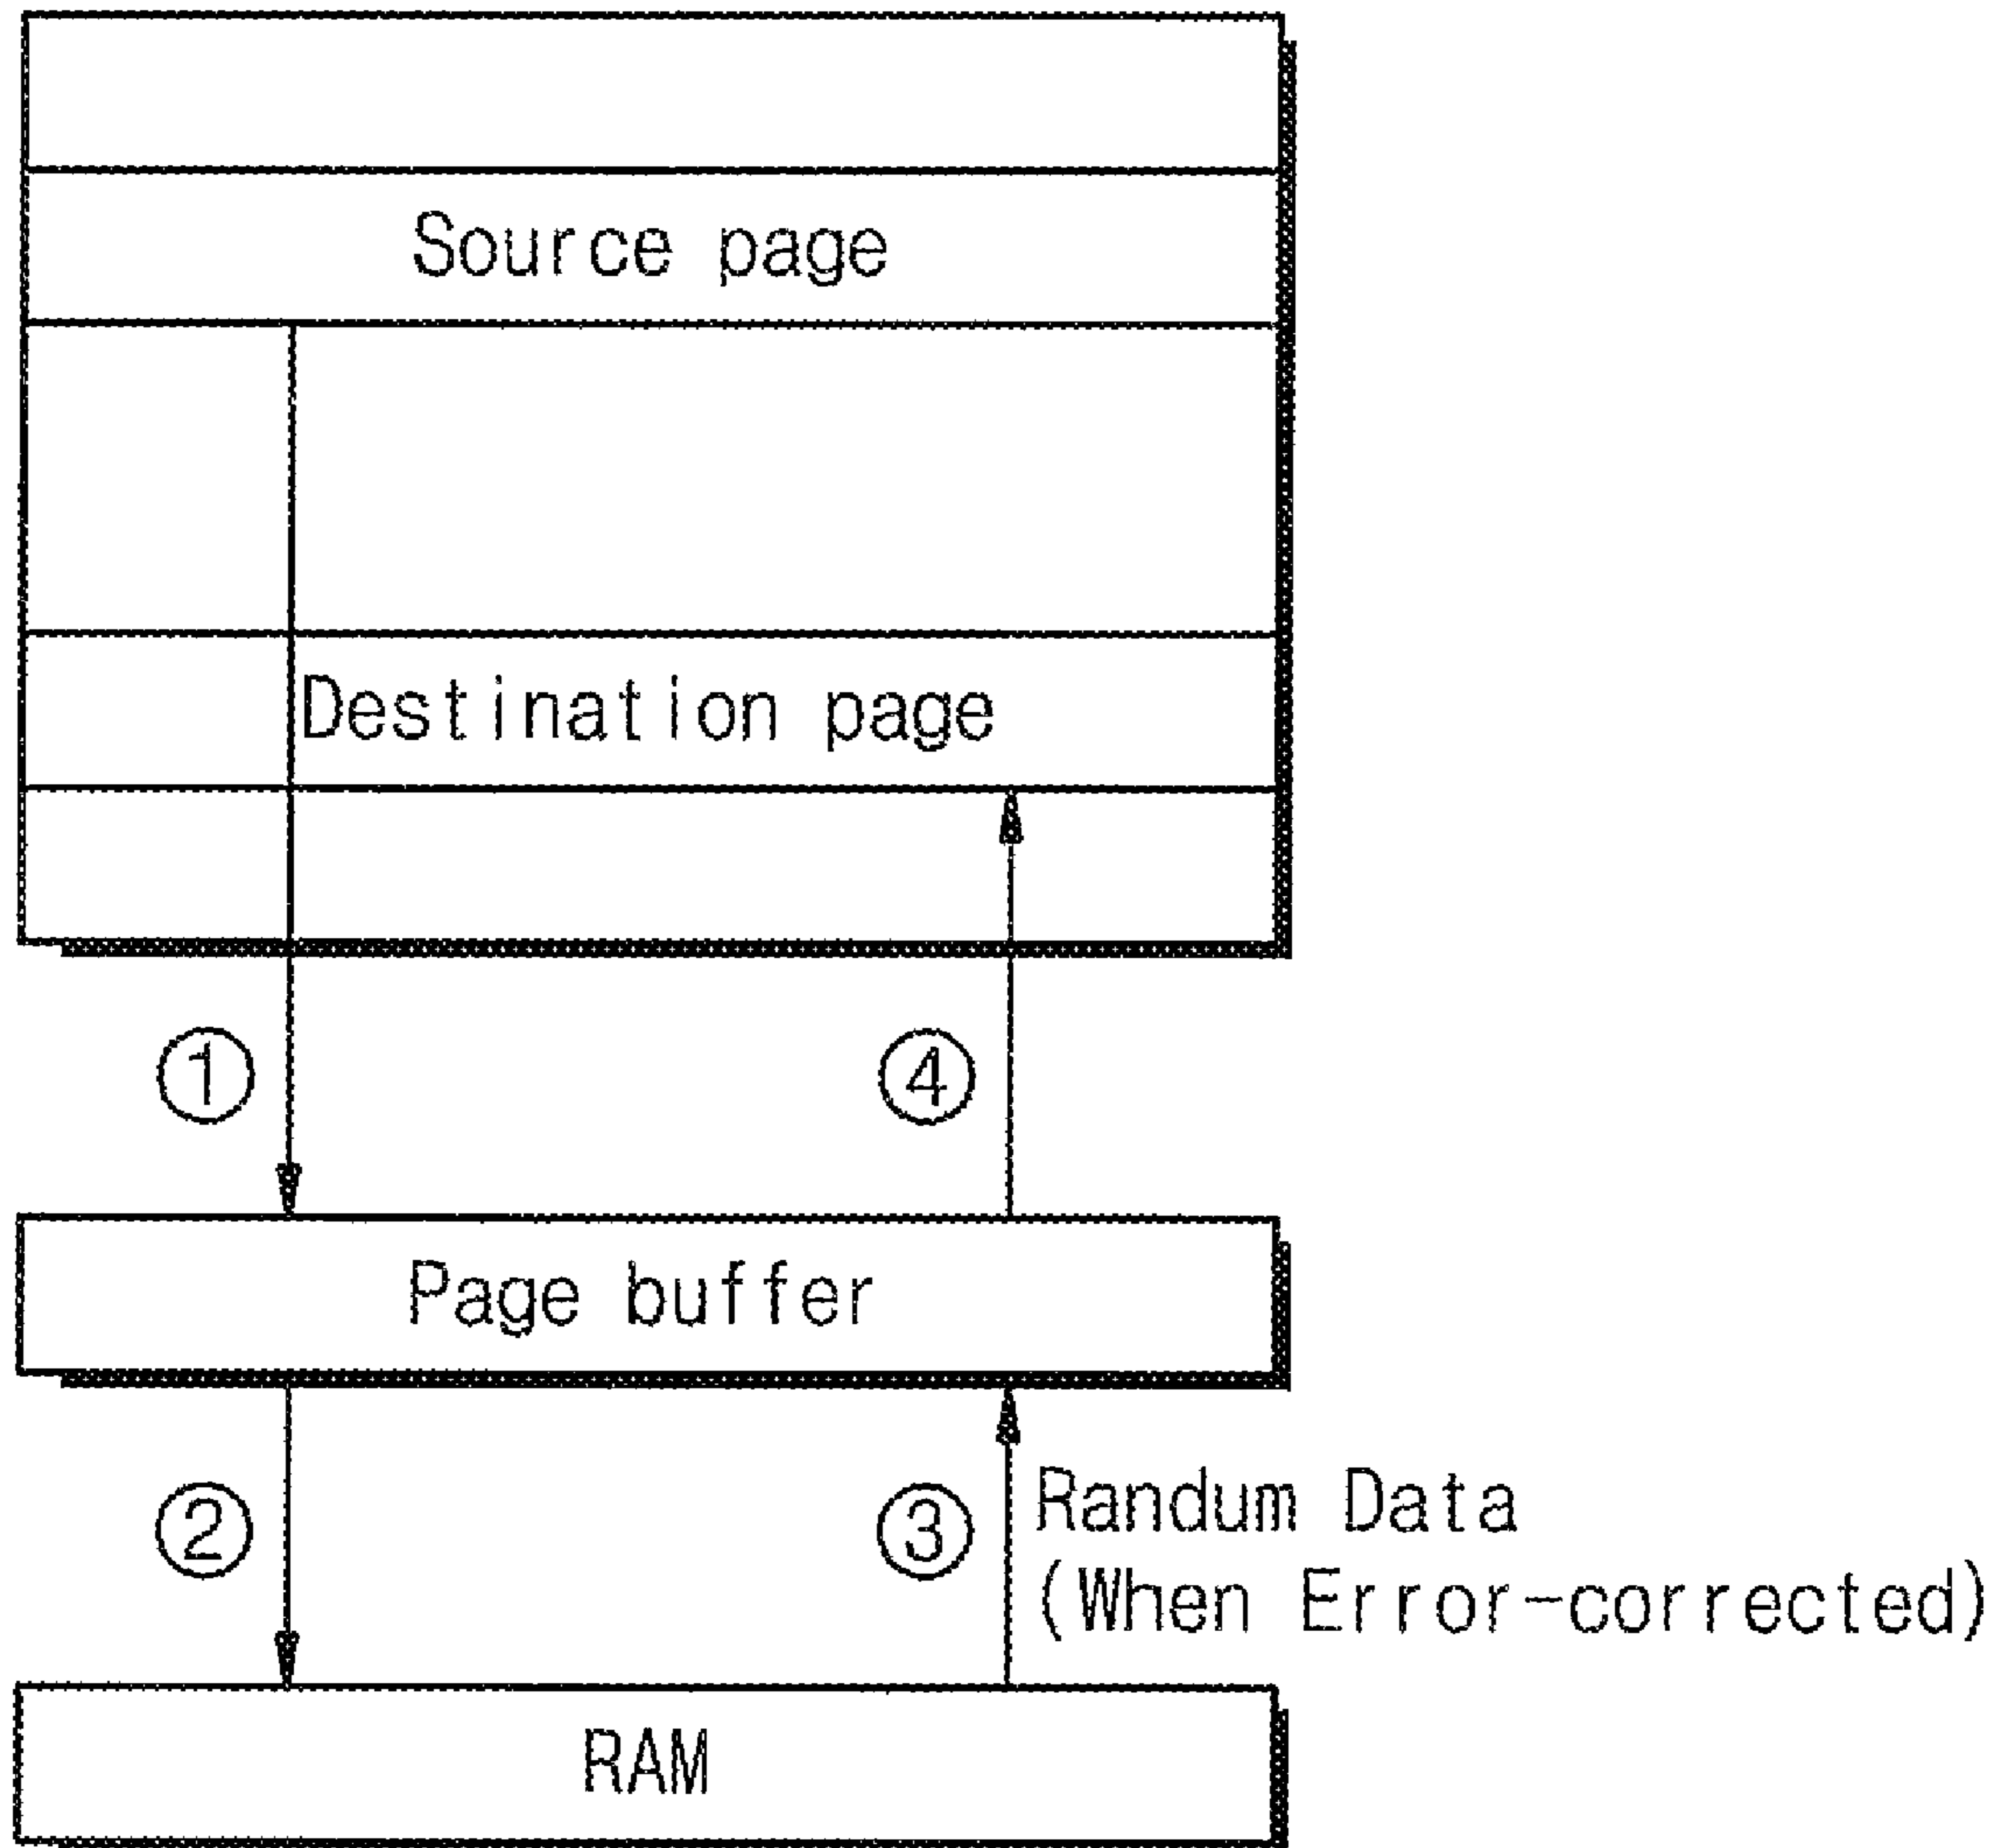 Source page
Destination page
① ④
Page buffer
② ③ Randum Data
(When Error-corrected)
RAM